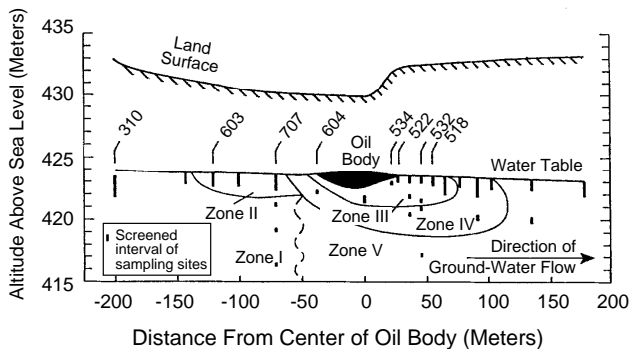 Altitude Above Sea Level (Meters)
435
430
425
420
415
Land
Surface
310
603
707
604
Oil
Body
534
522
532
518
Water Table
Zone II
Zone III
Zone IV
Zone I
Zone V
Screened
interval of
sampling sites
Direction of
Ground-Water Flow
-200
-150
-100
-50
0
50
100
150
200
Distance From Center of Oil Body (Meters)